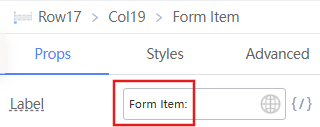 Row17 > Col19 > Form Item
Props Styles Advanced
Label Form Item: {/}